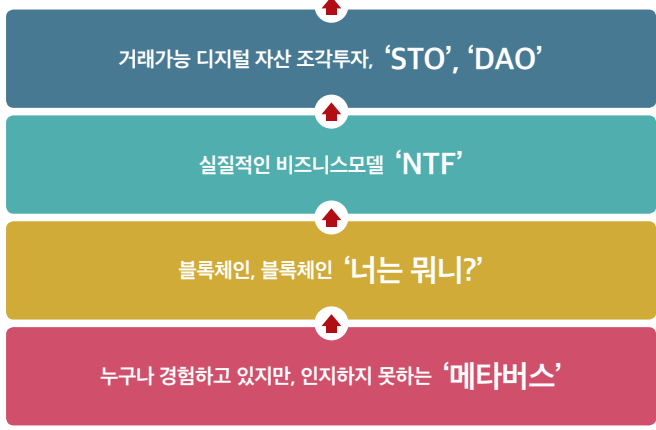 거래가능 디지털 자산 조각투자, ‘STO’, ‘DAO’
실질적인 비즈니스모델 ‘NTF’
블록체인, 블록체인 ‘너는 뭐니?’
누구나 경험하고 있지만, 인지하지 못하는 ‘메타버스’